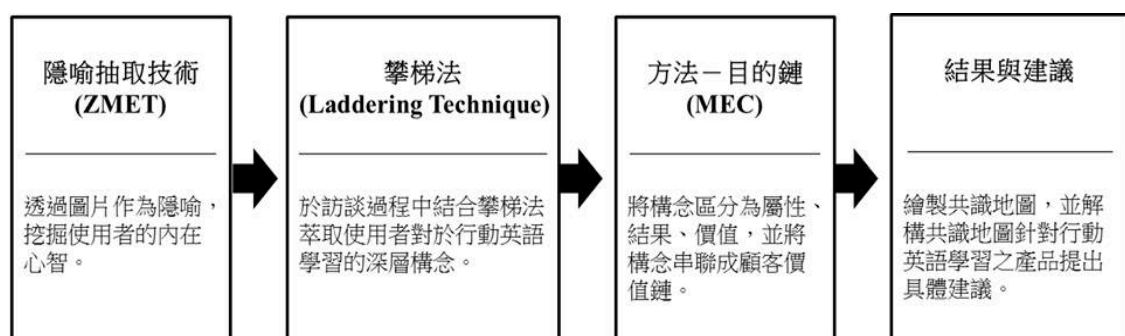 隱喻抽取技術
(ZMET)
透過圖片作為隱喻，
挖掘使用者的內在
心智。
攀梯法
(Laddering Technique)
於訪談過程中結合攀梯法
萃取使用者對於行動英語
學習的深層構念。
方法－目的鏈
(MEC)
將構念區分為屬性、
結果、價值，並將
構念串聯成顧客價
值鏈。
結果與建議
繪製共識地圖，並解
構共識地圖針對行動
英語學習之產品提出
具體建議。